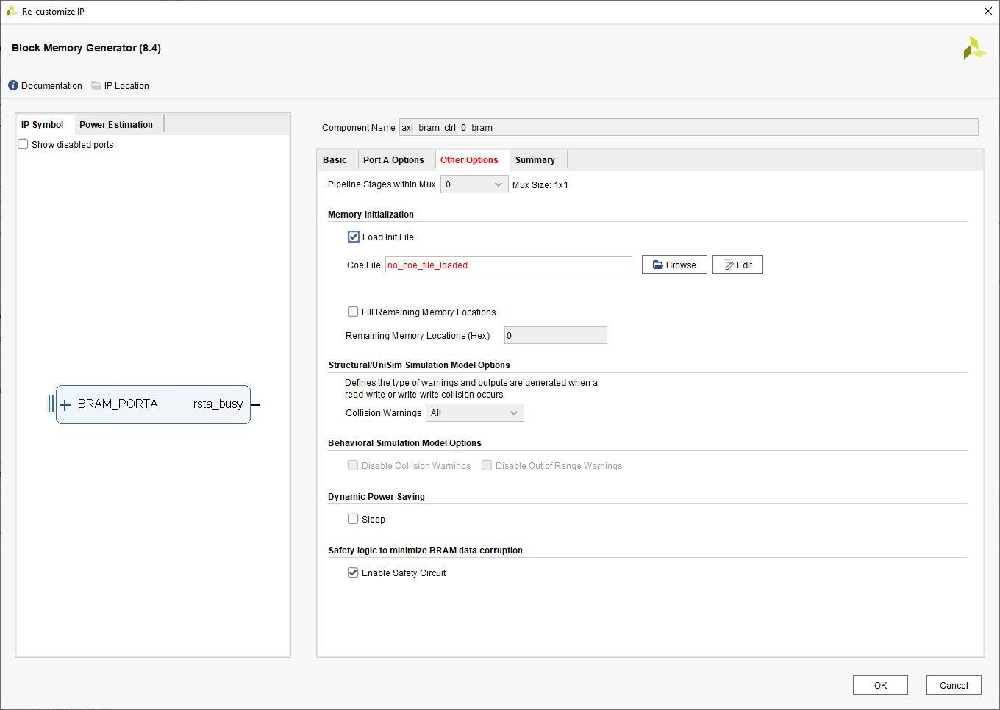 Re-customize IP
Block Memory Generator (8.4)
Documentation IP Location
IP Symbol Power Estimation
Show disabled ports
BRAM_PORTA rsta_busy
Component Name axi_bram_ctrl_0_bram
Basic Port A Options Other Options Summary
Pipeline Stages within Mux 0 Mux Size: 1x1
Memory Initialization
Load Init File
Coe File no_coe_file_loaded Browse Edit
Fill Remaining Memory Locations
Remaining Memory Locations (Hex) 0
Structural/UniSim Simulation Model Options
Defines the type of warnings and outputs are generated when a
read-write or write-write collision occurs.
Collision Warnings All
Behavioral Simulation Model Options
Disable Collision Warnings Disable Out of Range Warnings
Dynamic Power Saving
Sleep
Safety logic to minimize BRAM data corruption
Enable Safety Circuit
OK Cancel